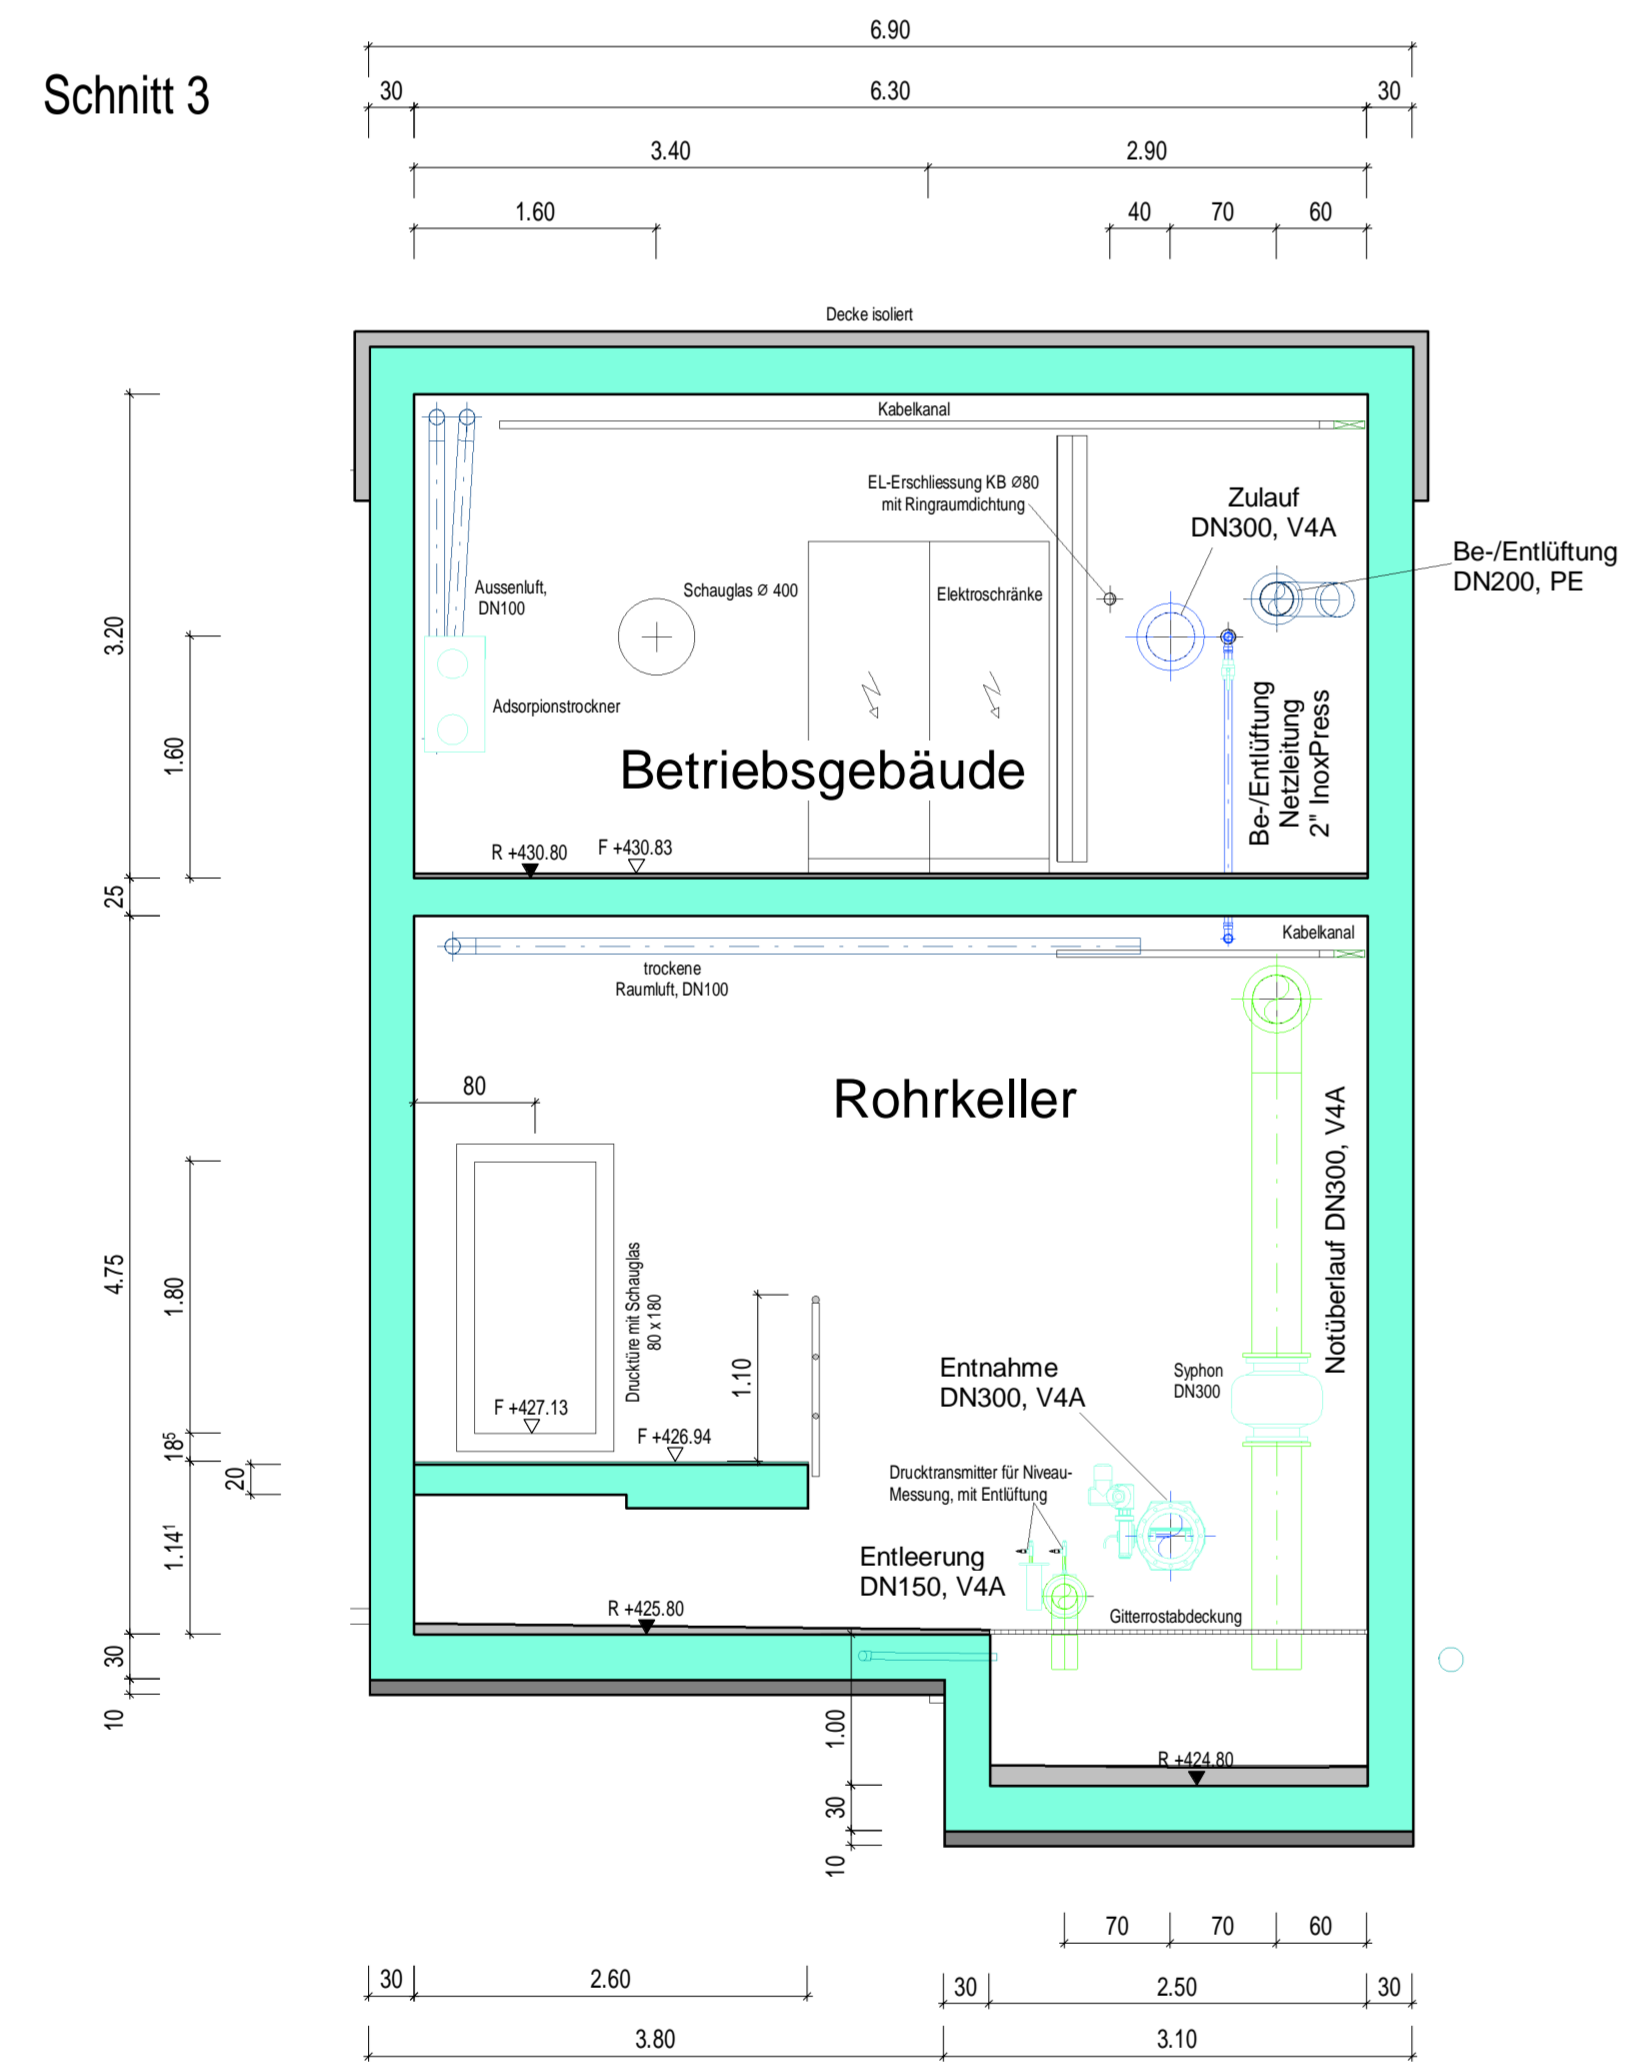 Schnitt 3
6.90
30
6.30
30
3.40
2.90
1.60
40
70
60
Decke isoliert
Kabelkanal
EL-Erschliessung KB Ø80
mit Ringraumdichtung
Zulauf
DN300, V4A
Be-/Entlüftung
DN200, PE
Aussenluft,
DN100
Schauglas Ø 400
Elektroschränke
Adsorpionstrockner
Betriebsgebäude
Be-/Entlüftung
Netzleitung
2" InoxPress
R +430.80
F +430.83
3.20
1.60
25
Kabelkanal
trockene
Raumluft, DN100
Rohrkeller
80
Notüberlauf DN300, V4A
4.75
1.80
Drucktüre mit Schauglas
80 x 180
1.10
Entnahme
DN300, V4A
Syphon
DN300
F +427.13
F +426.94
18⁵
20
1.14¹
Drucktransmitter für Niveau-
Messung, mit Entlüftung
Entleerung
DN150, V4A
Gitterrostabdeckung
R +425.80
30
10
1.00
R +424.80
30
10
70
70
60
30
2.60
30
2.50
30
3.80
3.10